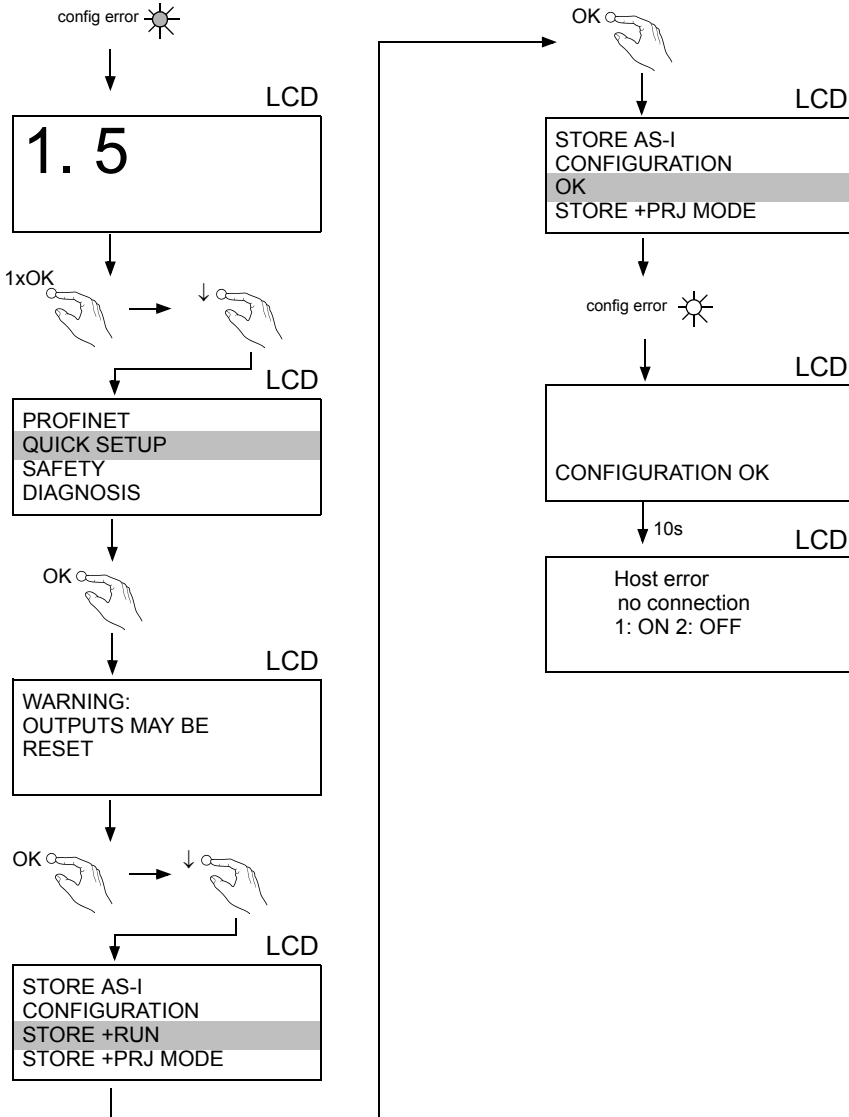 config error
LCD
1. 5
1xOK
↓
LCD
PROFINET
QUICK SETUP
SAFETY
DIAGNOSIS
OK
LCD
WARNING:
OUTPUTS MAY BE
RESET
OK
↓
LCD
STORE AS-I
CONFIGURATION
STORE +RUN
STORE +PRJ MODE
OK
LCD
STORE AS-I
CONFIGURATION
OK
STORE +PRJ MODE
config error
LCD
CONFIGURATION OK
10s
LCD
Host error
no connection
1: ON 2: OFF